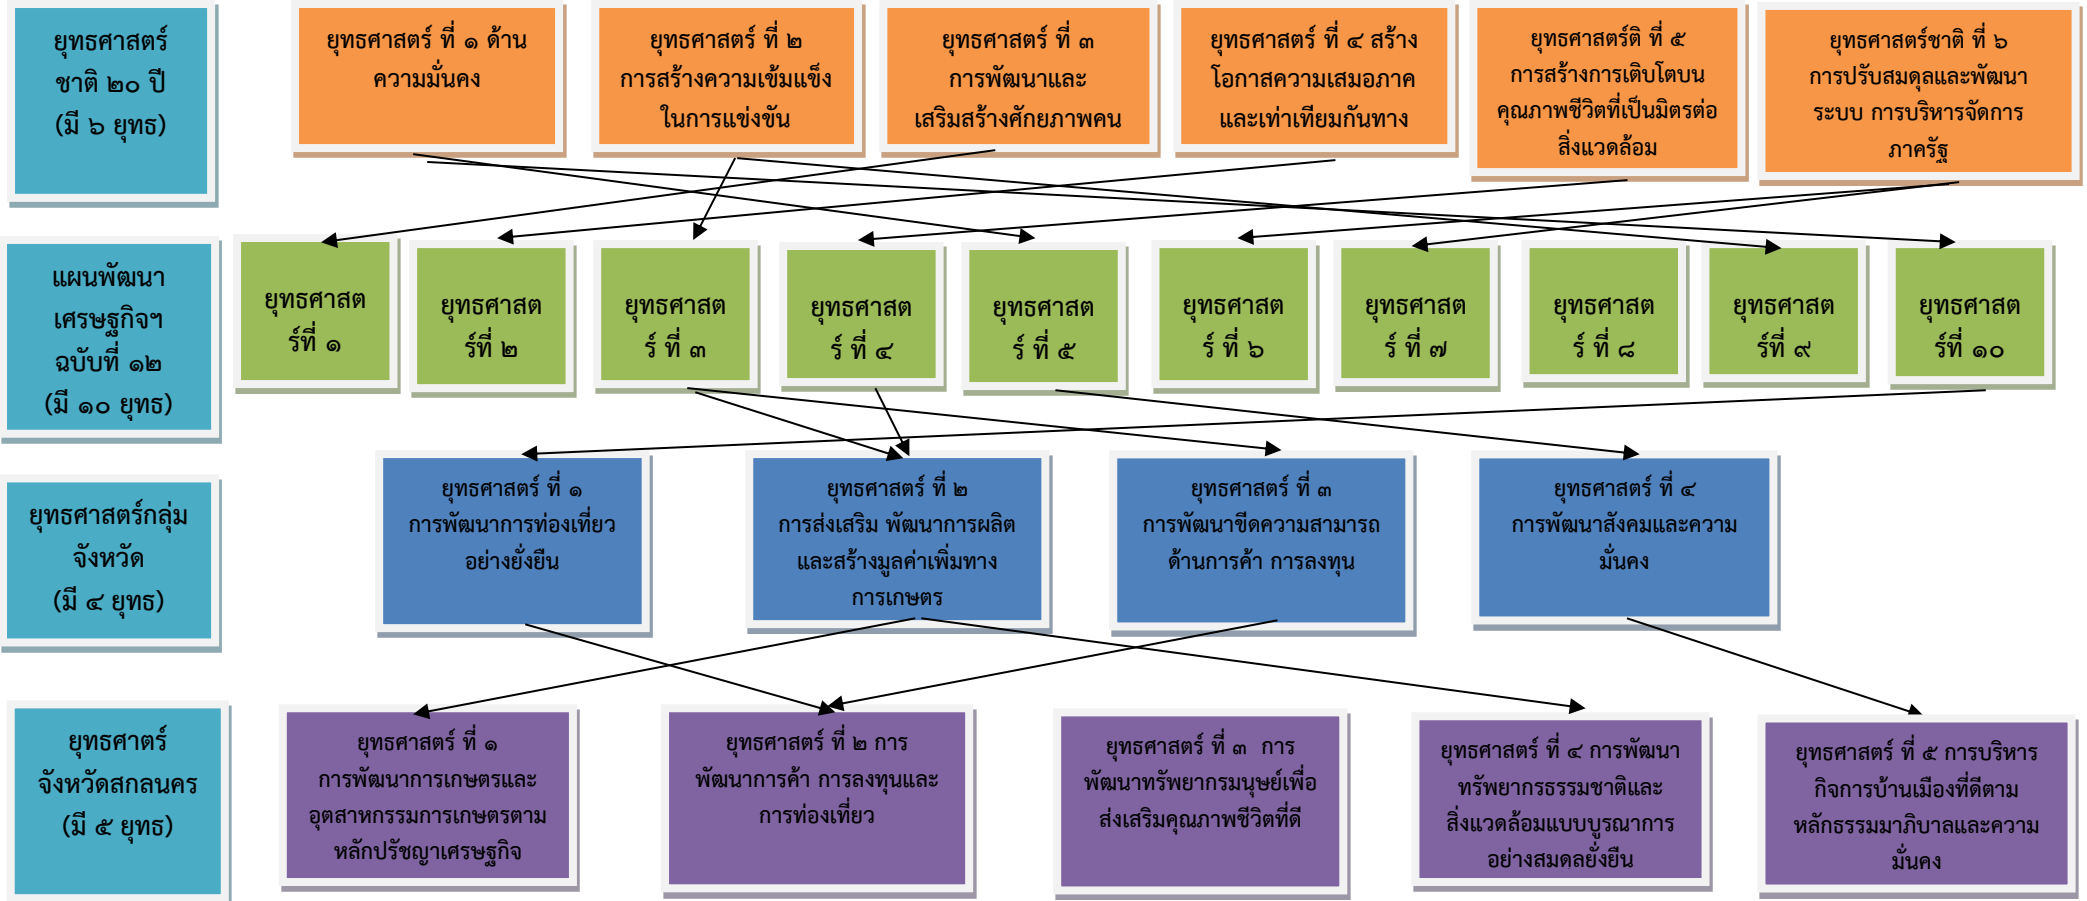 ยุทธศาสตร์
ชาติ ๒๐ ปี
(มี ๖ ยุทธ)
ยุทธศาสตร์ ที่ ๑ ด้าน
ความมั่นคง
ยุทธศาสตร์ ที่ ๒
การสร้างความเข้มแข็ง
ในการแข่งขัน
ยุทธศาสตร์ ที่ ๓
การพัฒนาและ
เสริมสร้างศักยภาพคน
ยุทธศาสตร์ ที่ ๔ สร้าง
โอกาสความเสมอภาค
และเท่าเทียมกันทาง
ยุทธศาสตร์ติ ที่ ๕
การสร้างการเติบโตบน
คุณภาพชีวิตที่เป็นมิตรต่อ
สิ่งแวดล้อม
ยุทธศาสตร์ชาติ ที่ ๖
การปรับสมดุลและพัฒนา
ระบบ การบริหารจัดการ
ภาครัฐ
แผนพัฒนา
เศรษฐกิจฯ
ฉบับที่ ๑๒
(มี ๑๐ ยุทธ)
ยุทธศาสต
ร์ที่ ๑
ยุทธศาสต
ร์ที่ ๒
ยุทธศาสต
ร์ ที่ ๓
ยุทธศาสต
ร์ ที่ ๔
ยุทธศาสต
ร์ ที่ ๕
ยุทธศาสต
ร์ ที่ ๖
ยุทธศาสต
ร์ ที่ ๗
ยุทธศาสต
ร์ ที่ ๘
ยุทธศาสต
ร์ที่ ๙
ยุทธศาสต
ร์ที่ ๑๐
ยุทธศาสตร์กลุ่ม
จังหวัด
(มี ๔ ยุทธ)
ยุทธศาสตร์ ที่ ๑
การพัฒนาการท่องเที่ยว
อย่างยั่งยืน
ยุทธศาสตร์ ที่ ๒
การส่งเสริม พัฒนาการผลิต
และสร้างมูลค่าเพิ่มทาง
การเกษตร
ยุทธศาสตร์ ที่ ๓
การพัฒนาขีดความสามารถ
ด้านการค้า การลงทุน
ยุทธศาสตร์ ที่ ๔
การพัฒนาสังคมและความ
มั่นคง
ยุทธศาตร์
จังหวัดสกลนคร
(มี ๕ ยุทธ)
ยุทธศาสตร์ ที่ ๑
การพัฒนาการเกษตรและ
อุตสาหกรรมการเกษตรตาม
หลักปรัชญาเศรษฐกิจ
ยุทธศาสตร์ ที่ ๒ การ
พัฒนาการค้า การลงทุนและ
การท่องเที่ยว
ยุทธศาสตร์ ที่ ๓  การ
พัฒนาทรัพยากรมนุษย์เพื่อ
ส่งเสริมคุณภาพชีวิตที่ดี
ยุทธศาสตร์ ที่ ๔ การพัฒนา
ทรัพยากรธรรมชาติและ
สิ่งแวดล้อมแบบบูรณาการ
อย่างสมดลยั่งยืน
ยุทธศาสตร์ ที่ ๕ การบริหาร
กิจการบ้านเมืองที่ดีตาม
หลักธรรมมาภิบาลและความ
มั่นคง